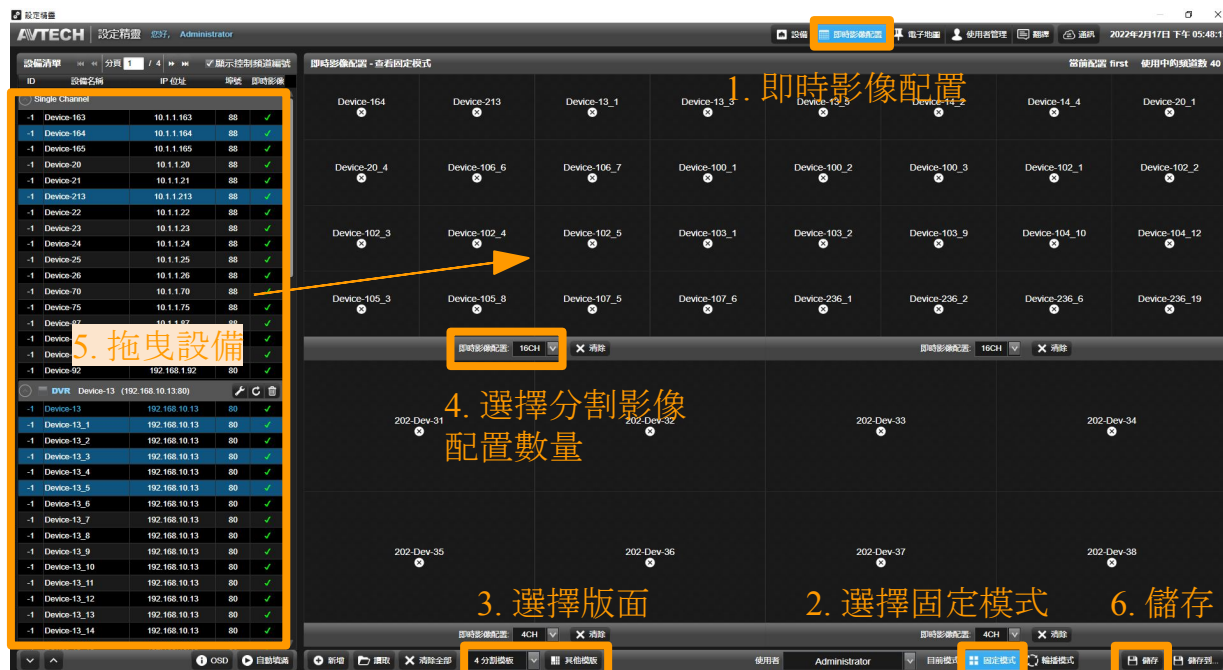 設定精靈
AVTECH 設定精靈 您好, Administrator
設備 即時影像配置 電子地圖 使用者管理 翻譯 通訊 2022年2月17日 下午 05:48:1
設備清單 分頁 1 / 4 顯示控制頻道編號
即時影像配置 - 查看固定模式 當前配置 first 使用中的頻道數 40
1. 即時影像配置
ID 設備名稱 IP 位址 埠號 即時影像
Single Channel
-1 Device-163 10.1.1.163 88
-1 Device-164 10.1.1.164 88
-1 Device-165 10.1.1.165 88
-1 Device-20 10.1.1.20 88
-1 Device-21 10.1.1.21 88
-1 Device-213 10.1.1.213 88
-1 Device-22 10.1.1.22 88
-1 Device-23 10.1.1.23 88
-1 Device-24 10.1.1.24 88
-1 Device-25 10.1.1.25 88
-1 Device-26 10.1.1.26 88
-1 Device-70 10.1.1.70 88
-1 Device-75 10.1.1.75 88
-1 Device-87 10.1.1.87 88
-1 Device-
-1 Device-
5. 拖曳設備
-1 Device-92 192.168.1.92 80
DVR Device-13 (192.168.10.13:80)
-1 Device-13 192.168.10.13 80
-1 Device-13_1 192.168.10.13 80
-1 Device-13_2 192.168.10.13 80
-1 Device-13_3 192.168.10.13 80
-1 Device-13_4 192.168.10.13 80
-1 Device-13_5 192.168.10.13 80
-1 Device-13_6 192.168.10.13 80
-1 Device-13_7 192.168.10.13 80
-1 Device-13_8 192.168.10.13 80
-1 Device-13_9 192.168.10.13 80
-1 Device-13_10 192.168.10.13 80
-1 Device-13_11 192.168.10.13 80
-1 Device-13_12 192.168.10.13 80
-1 Device-13_13 192.168.10.13 80
-1 Device-13_14 192.168.10.13 80
Device-164 Device-213 Device-13_1 Device-13_3 Device-13_5 Device-14_2 Device-14_4 Device-20_1
Device-20_4 Device-106_6 Device-106_7 Device-100_1 Device-100_2 Device-100_3 Device-102_1 Device-102_2
Device-102_3 Device-102_4 Device-102_5 Device-103_1 Device-103_2 Device-103_9 Device-104_10 Device-104_12
Device-105_3 Device-105_8 Device-107_5 Device-107_6 Device-236_1 Device-236_2 Device-236_6 Device-236_19
即時影像配置: 16CH 清除 即時影像配置: 16CH 清除
4. 選擇分割影像
配置數量
202-Dev-31 202-Dev-32 202-Dev-33 202-Dev-34
202-Dev-35 202-Dev-36 202-Dev-37 202-Dev-38
3. 選擇版面 2. 選擇固定模式 6. 儲存
即時影像配置: 4CH 清除 即時影像配置: 4CH 清除
OSD 自動填滿 新增 讀取 清除全部 4 分割模板 其他模版 使用者 Administrator 目前模式 固定模式 輪播模式 儲存 儲存到...